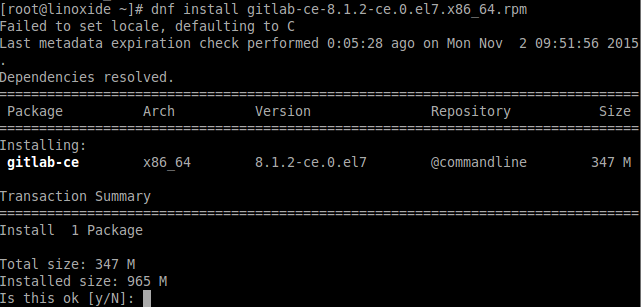 [root@linoxide ~]# dnf install gitlab-ce-8.1.2-ce.0.el7.x86_64.rpm
Failed to set locale, defaulting to C
Last metadata expiration check performed 0:05:28 ago on Mon Nov  2 09:51:56 2015
.
Dependencies resolved.
================================================================================
 Package          Arch          Version               Repository           Size
================================================================================
Installing:
 gitlab-ce        x86_64        8.1.2-ce.0.el7        @commandline        347 M

Transaction Summary
================================================================================
Install  1 Package

Total size: 347 M
Installed size: 965 M
Is this ok [y/N]: